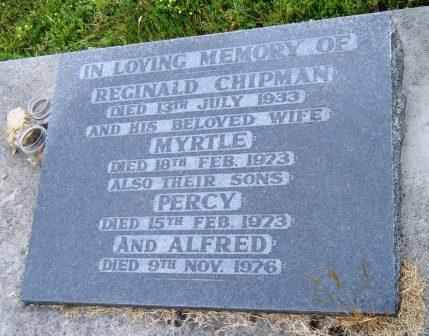 IN LOVING MEMORY OF
REGINALD CHIPMAN
DIED 13TH JULY 1933
AND HIS BELOVED WIFE
MYRTLE
DIED 18TH FEB. 1973
ALSO THEIR SONS
PERCY
DIED 15TH FEB. 1973
AND ALFRED
DIED 9TH NOV. 1976